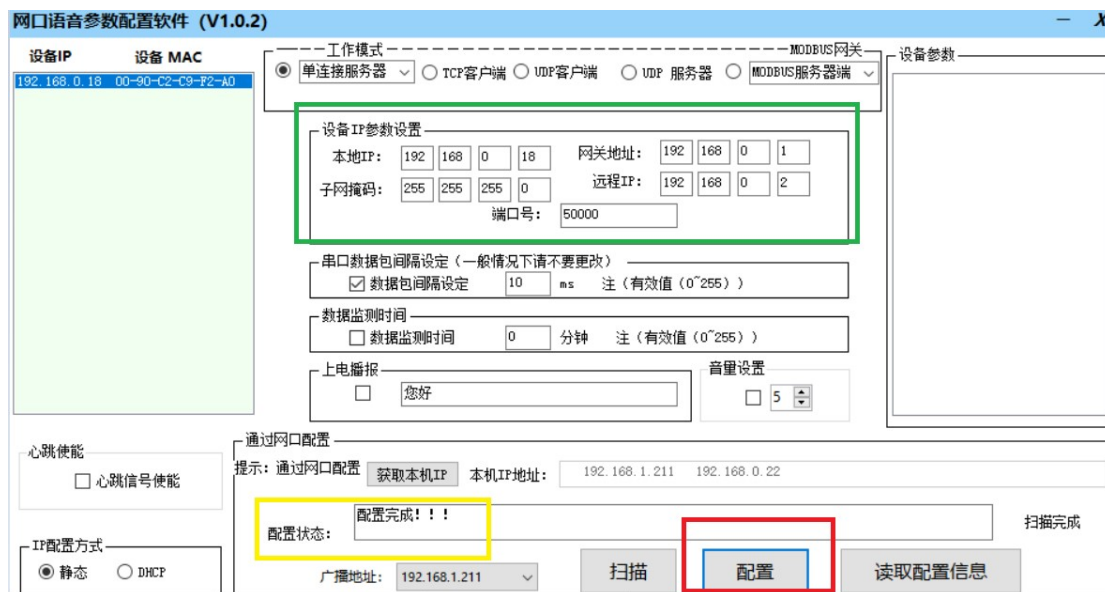 网口语音参数配置软件 (V1.0.2)
设备IP 设备 MAC
192.168.0.18 00-90-C2-C9-F2-A0
工作模式 MODBUS网关
单连接服务器 TCP客户端 UDP客户端 UDP 服务器 MODBUS服务器端
设备参数
设备IP参数设置
本地IP: 192 168 0 18 网关地址: 192 168 0 1
子网掩码: 255 255 255 0 远程IP: 192 168 0 2
端口号: 50000
串口数据包间隔设定（一般情况下请不要更改）
数据包间隔设定 10 ms 注（有效值（0~255））
数据监测时间
数据监测时间 0 分钟 注（有效值（0~255））
上电播报 音量设置
您好 5
心跳使能
心跳信号使能
通过网口配置
提示: 通过网口配置 获取本机IP 本机IP地址: 192.168.1.211 192.168.0.22
配置状态: 配置完成!!! 扫描完成
IP配置方式
静态 DHCP
广播地址: 192.168.1.211 扫描 配置 读取配置信息